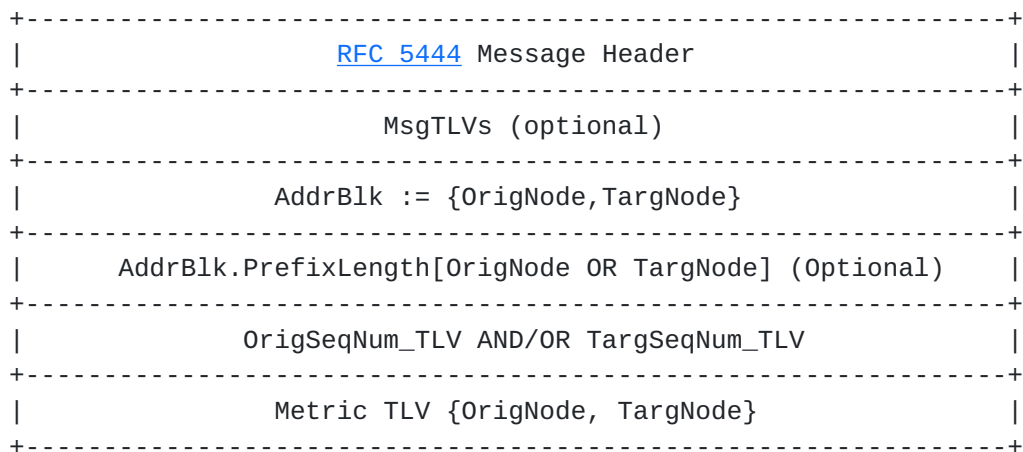 +---------------------------------------------------------------+
|                    RFC 5444 Message Header                    |
+---------------------------------------------------------------+
|                       MsgTLVs (optional)                      |
+---------------------------------------------------------------+
|                AddrBlk := {OrigNode,TargNode}                 |
+---------------------------------------------------------------+
|      AddrBlk.PrefixLength[OrigNode OR TargNode] (Optional)    |
+---------------------------------------------------------------+
|              OrigSeqNum_TLV AND/OR TargSeqNum_TLV             |
+---------------------------------------------------------------+
|                Metric TLV {OrigNode, TargNode}                |
+---------------------------------------------------------------+